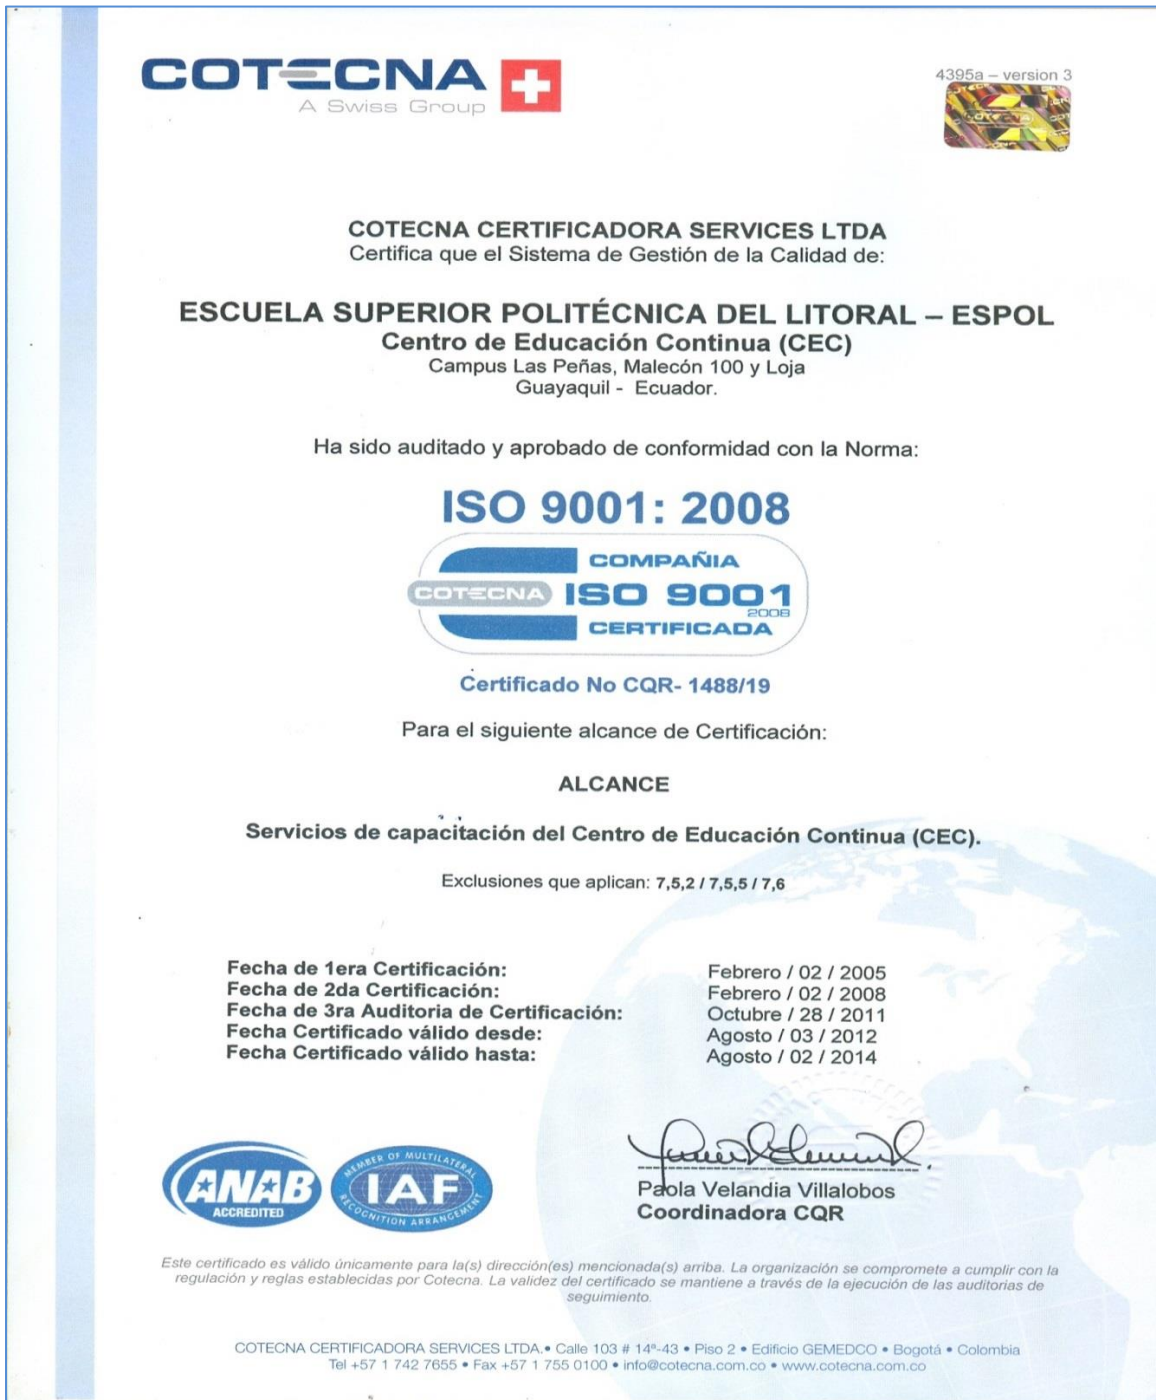 COTECNA
A Swiss Group
4395a – version 3
COTECNA
COTECNA CERTIFICADORA SERVICES LTDA
Certifica que el Sistema de Gestión de la Calidad de:
ESCUELA SUPERIOR POLITÉCNICA DEL LITORAL – ESPOL
Centro de Educación Continua (CEC)
Campus Las Peñas, Malecón 100 y Loja
Guayaquil - Ecuador.
Ha sido auditado y aprobado de conformidad con la Norma:
ISO 9001: 2008
COMPAÑIA
COTECNA ISO 9001
2008
CERTIFICADA
Certificado No CQR- 1488/19
Para el siguiente alcance de Certificación:
ALCANCE
Servicios de capacitación del Centro de Educación Continua (CEC).
Exclusiones que aplican: 7,5,2 / 7,5,5 / 7,6
Fecha de 1era Certificación: Febrero / 02 / 2005
Fecha de 2da Certificación: Febrero / 02 / 2008
Fecha de 3ra Auditoria de Certificación: Octubre / 28 / 2011
Fecha Certificado válido desde: Agosto / 03 / 2012
Fecha Certificado válido hasta: Agosto / 02 / 2014
ANAB
ACCREDITED
MEMBER OF MULTILATERAL
IAF
RECOGNITION ARRANGEMENT
Paola Velandia Villalobos
Coordinadora CQR
Este certificado es válido únicamente para la(s) dirección(es) mencionada(s) arriba. La organización se compromete a cumplir con la
regulación y reglas establecidas por Cotecna. La validez del certificado se mantiene a través de la ejecución de las auditorias de
seguimiento.
COTECNA CERTIFICADORA SERVICES LTDA.• Calle 103 # 14ª-43 • Piso 2 • Edificio GEMEDCO • Bogotá • Colombia
Tel +57 1 742 7655 • Fax +57 1 755 0100 • info@cotecna.com.co • www.cotecna.com.co